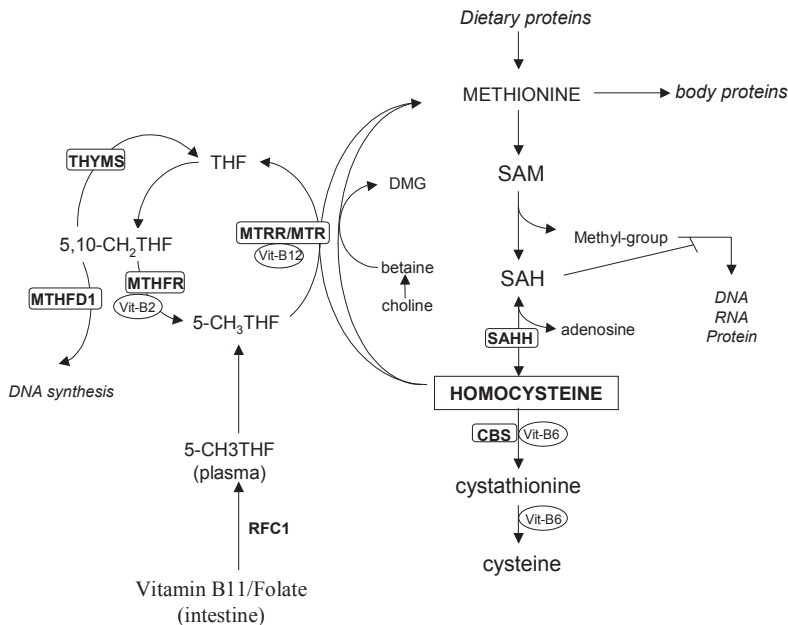 Dietary proteins
METHIONINE
body proteins
THYMS
THF
DMG
SAM
MTRR/MTR
Vit-B12
5,10-CH₂THF
Methyl-group
MTHFR
betaine
SAH
MTHFD1
Vit-B2
choline
DNA
RNA
Protein
5-CH₃THF
SAHH
adenosine
DNA synthesis
HOMOCYSTEINE
CBS
Vit-B6
5-CH3THF
(plasma)
cystathionine
Vit-B6
RFC1
cysteine
Vitamin B11/Folate
(intestine)